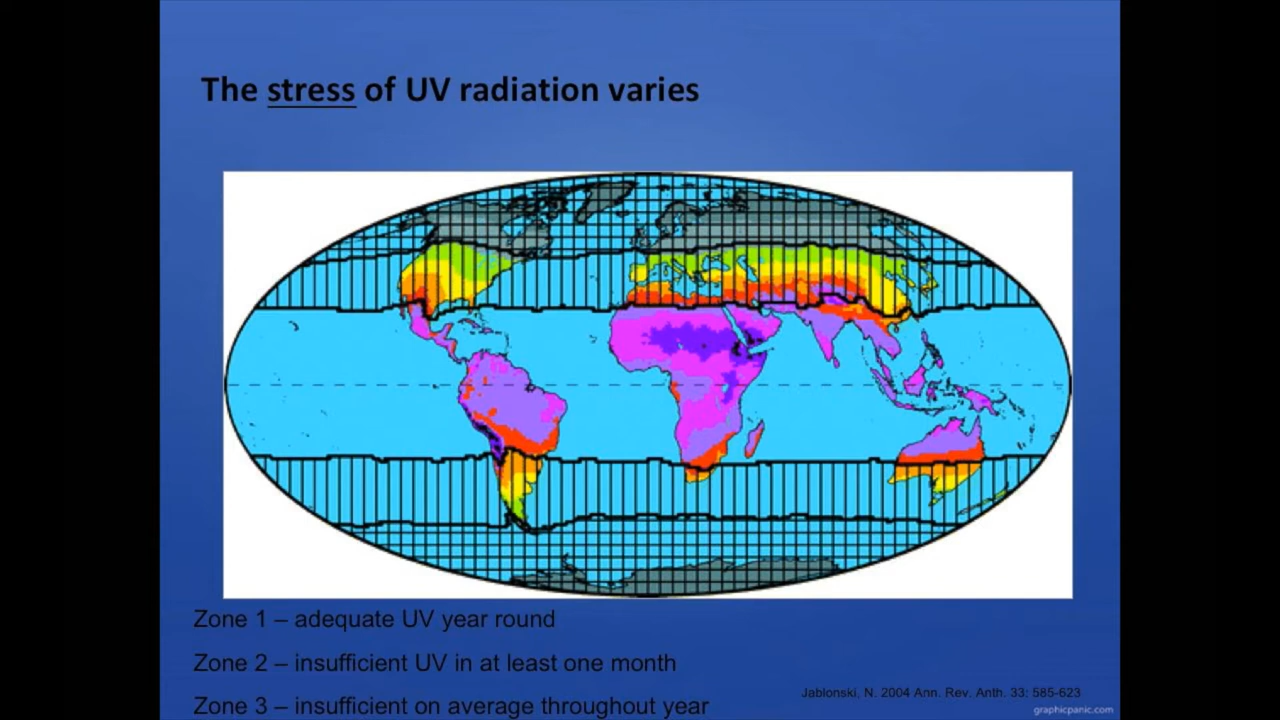 The stress of UV radiation varies
Zone 1 – adequate UV year round
Zone 2 – insufficient UV in at least one month
Zone 3 – insufficient on average throughout year
Jablonski, N. 2004 Ann. Rev. Anth. 33: 585-623
graphicpanic.com